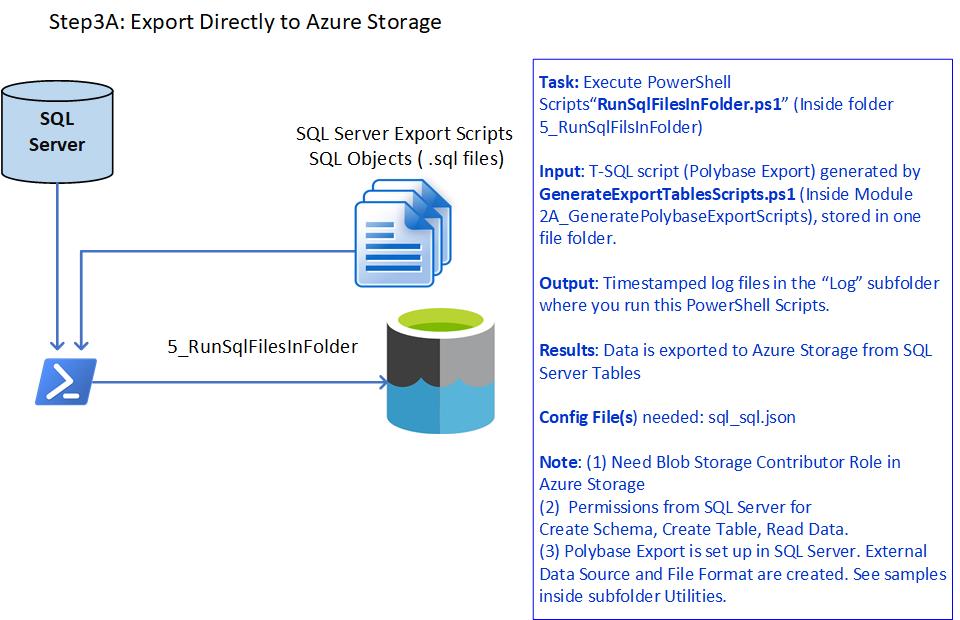 Step3A: Export Directly to Azure Storage
SQL
Server
SQL Server Export Scripts
SQL Objects ( .sql files)
5_RunSqlFilesInFolder
Task: Execute PowerShell
Scripts“RunSqlFilesInFolder.ps1” (Inside folder
5_RunSqlFilsInFolder)
Input: T-SQL script (Polybase Export) generated by
GenerateExportTablesScripts.ps1 (Inside Module
2A_GeneratePolybaseExportScripts), stored in one
file folder.
Output: Timestamped log files in the “Log” subfolder
where you run this PowerShell Scripts.
Results: Data is exported to Azure Storage from SQL
Server Tables
Config File(s) needed: sql_sql.json
Note: (1) Need Blob Storage Contributor Role in
Azure Storage
(2) Permissions from SQL Server for
Create Schema, Create Table, Read Data.
(3) Polybase Export is set up in SQL Server. External
Data Source and File Format are created. See samples
inside subfolder Utilities.